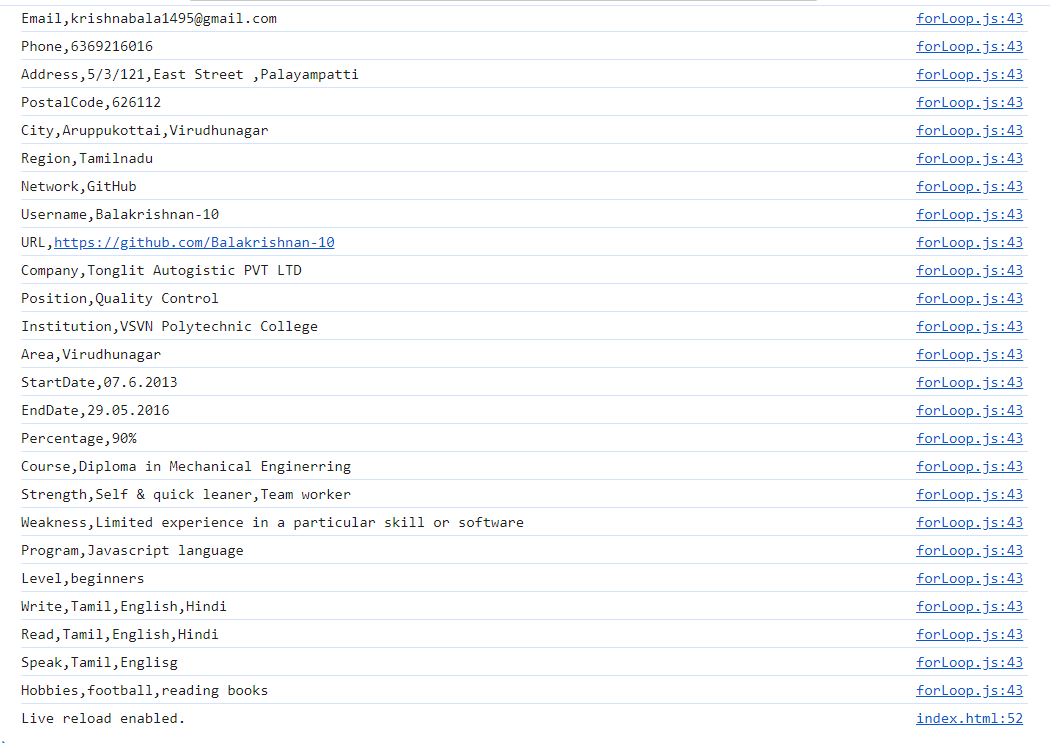 Email,krishnabala1495@gmail.com forLoop.js:43
Phone,6369216016 forLoop.js:43
Address,5/3/121,East Street ,Palayampatti forLoop.js:43
PostalCode,626112 forLoop.js:43
City,Aruppukottai,Virudhunagar forLoop.js:43
Region,Tamilnadu forLoop.js:43
Network,GitHub forLoop.js:43
Username,Balakrishnan-10 forLoop.js:43
URL,https://github.com/Balakrishnan-10 forLoop.js:43
Company,Tonglit Autogistic PVT LTD forLoop.js:43
Position,Quality Control forLoop.js:43
Institution,VSVN Polytechnic College forLoop.js:43
Area,Virudhunagar forLoop.js:43
StartDate,07.6.2013 forLoop.js:43
EndDate,29.05.2016 forLoop.js:43
Percentage,90% forLoop.js:43
Course,Diploma in Mechanical Enginerring forLoop.js:43
Strength,Self & quick leaner,Team worker forLoop.js:43
Weakness,Limited experience in a particular skill or software forLoop.js:43
Program,Javascript language forLoop.js:43
Level,beginners forLoop.js:43
Write,Tamil,English,Hindi forLoop.js:43
Read,Tamil,English,Hindi forLoop.js:43
Speak,Tamil,Englisg forLoop.js:43
Hobbies,football,reading books forLoop.js:43
Live reload enabled. index.html:52